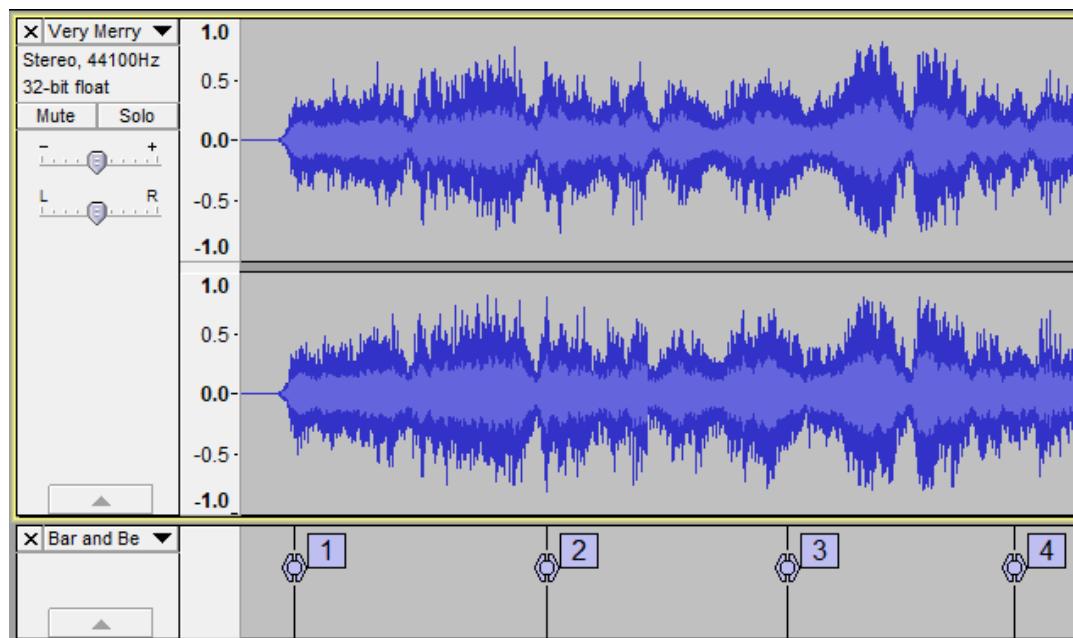 X Very Merry
Stereo, 44100Hz
32-bit float
Mute Solo
- +
L R
1.0
0.5
0.0
-0.5
-1.0
1.0
0.5
0.0
-0.5
-1.0
X Bar and Be
1 2 3 4